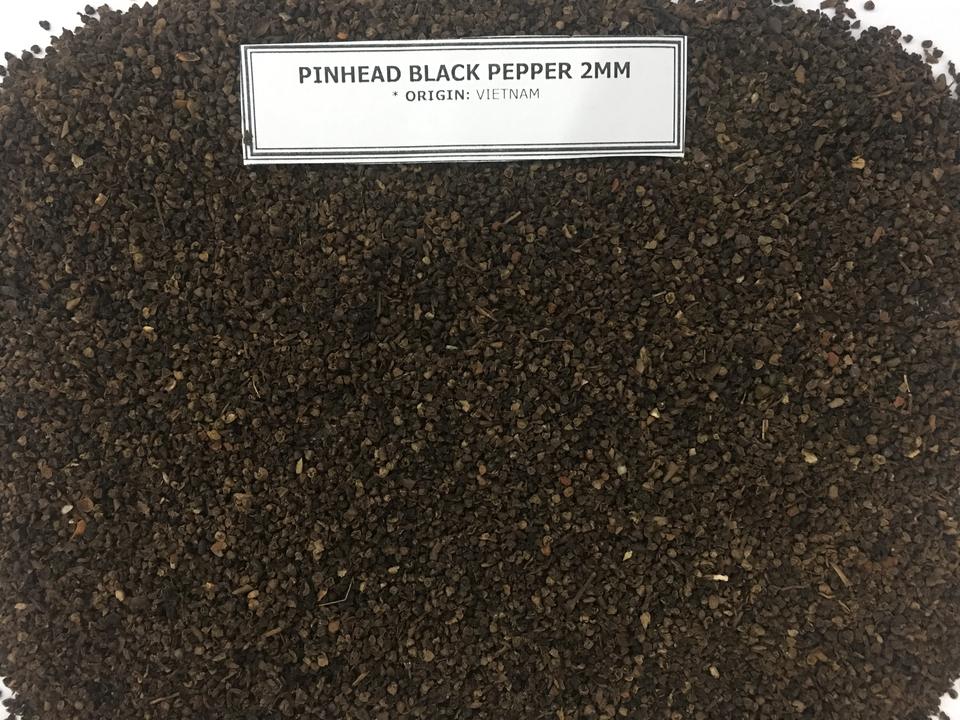 PINHEAD BLACK PEPPER 2MM
* ORIGIN: VIETNAM